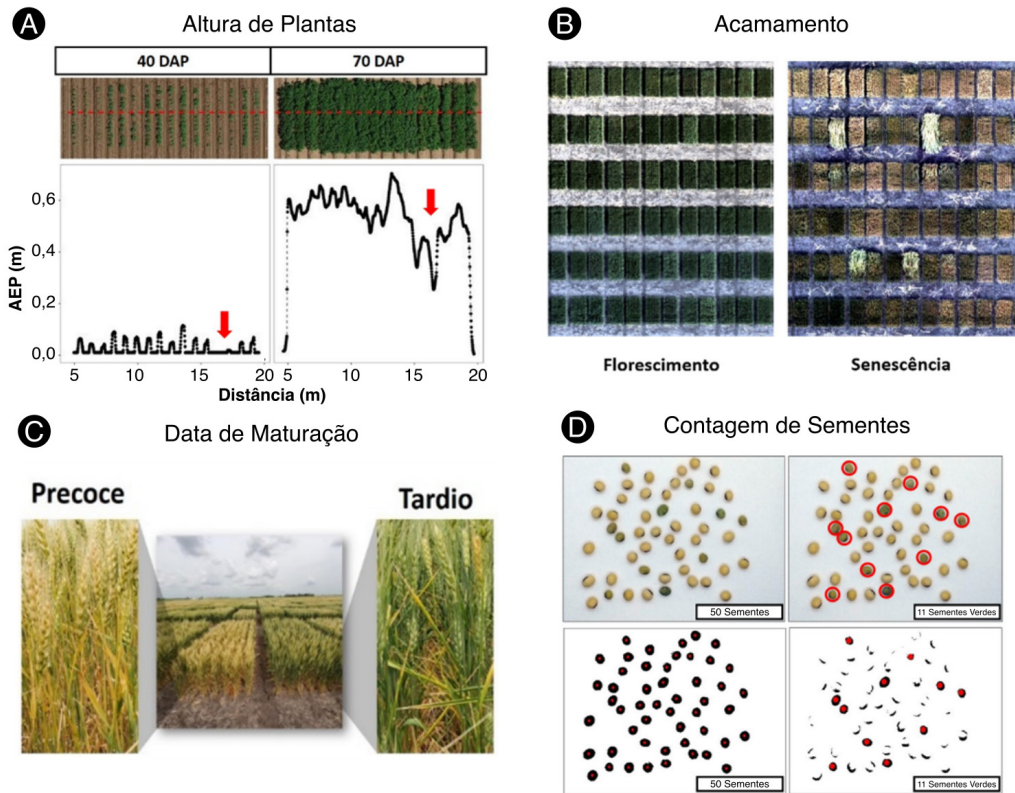 A
Altura de Plantas
40 DAP
70 DAP
AEP (m)
0,6
0,4
0,2
0,0
5
10
15
20
5
10
15
20
Distância (m)
B
Acamamento
Florescimento
Senescência
C
Data de Maturação
Precoce
Tardio
D
Contagem de Sementes
50 Sementes
11 Sementes Verdes
50 Sementes
11 Sementes Verdes